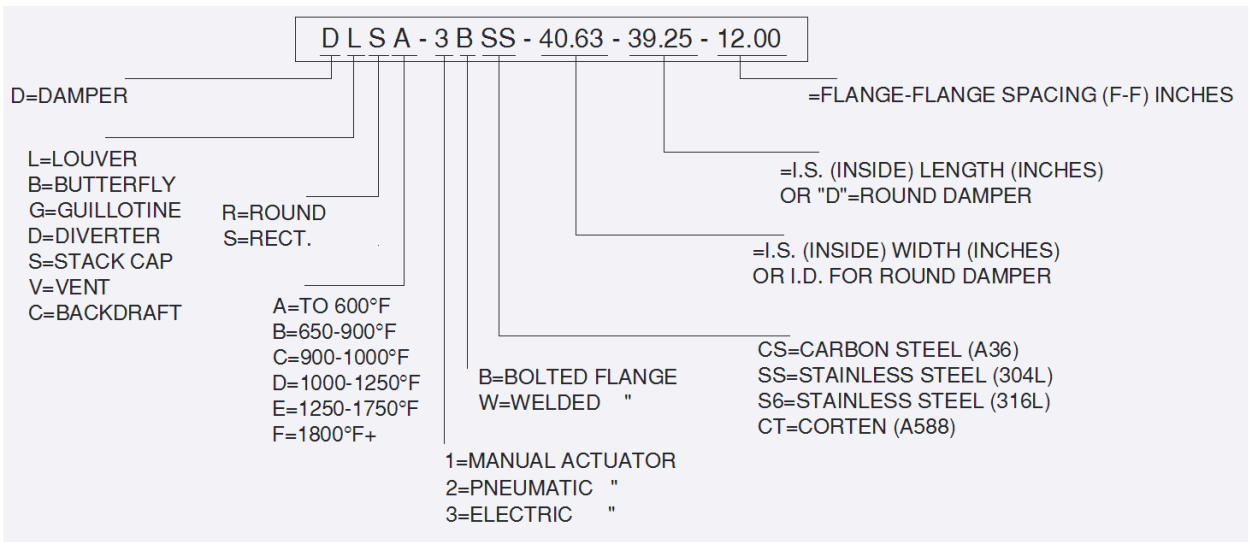 DLSA-3BSS-40.63-39.25-12.00
D=DAMPER
=FLANGE-FLANGE SPACING (F-F) INCHES
L=LOUVER
B=BUTTERFLY
G=GUILLOTINE
D=DIVERTER
S=STACK CAP
V=VENT
C=BACKDRAFT
R=ROUND
S=RECT.
=I.S. (INSIDE) LENGTH (INCHES)
OR "D"=ROUND DAMPER
=I.S. (INSIDE) WIDTH (INCHES)
OR I.D. FOR ROUND DAMPER
A=TO 600°F
B=650-900°F
C=900-1000°F
D=1000-1250°F
E=1250-1750°F
F=1800°F+
B=BOLTED FLANGE
W=WELDED "
CS=CARBON STEEL (A36)
SS=STAINLESS STEEL (304L)
S6=STAINLESS STEEL (316L)
CT=CORTEN (A588)
1=MANUAL ACTUATOR
2=PNEUMATIC "
3=ELECTRIC "